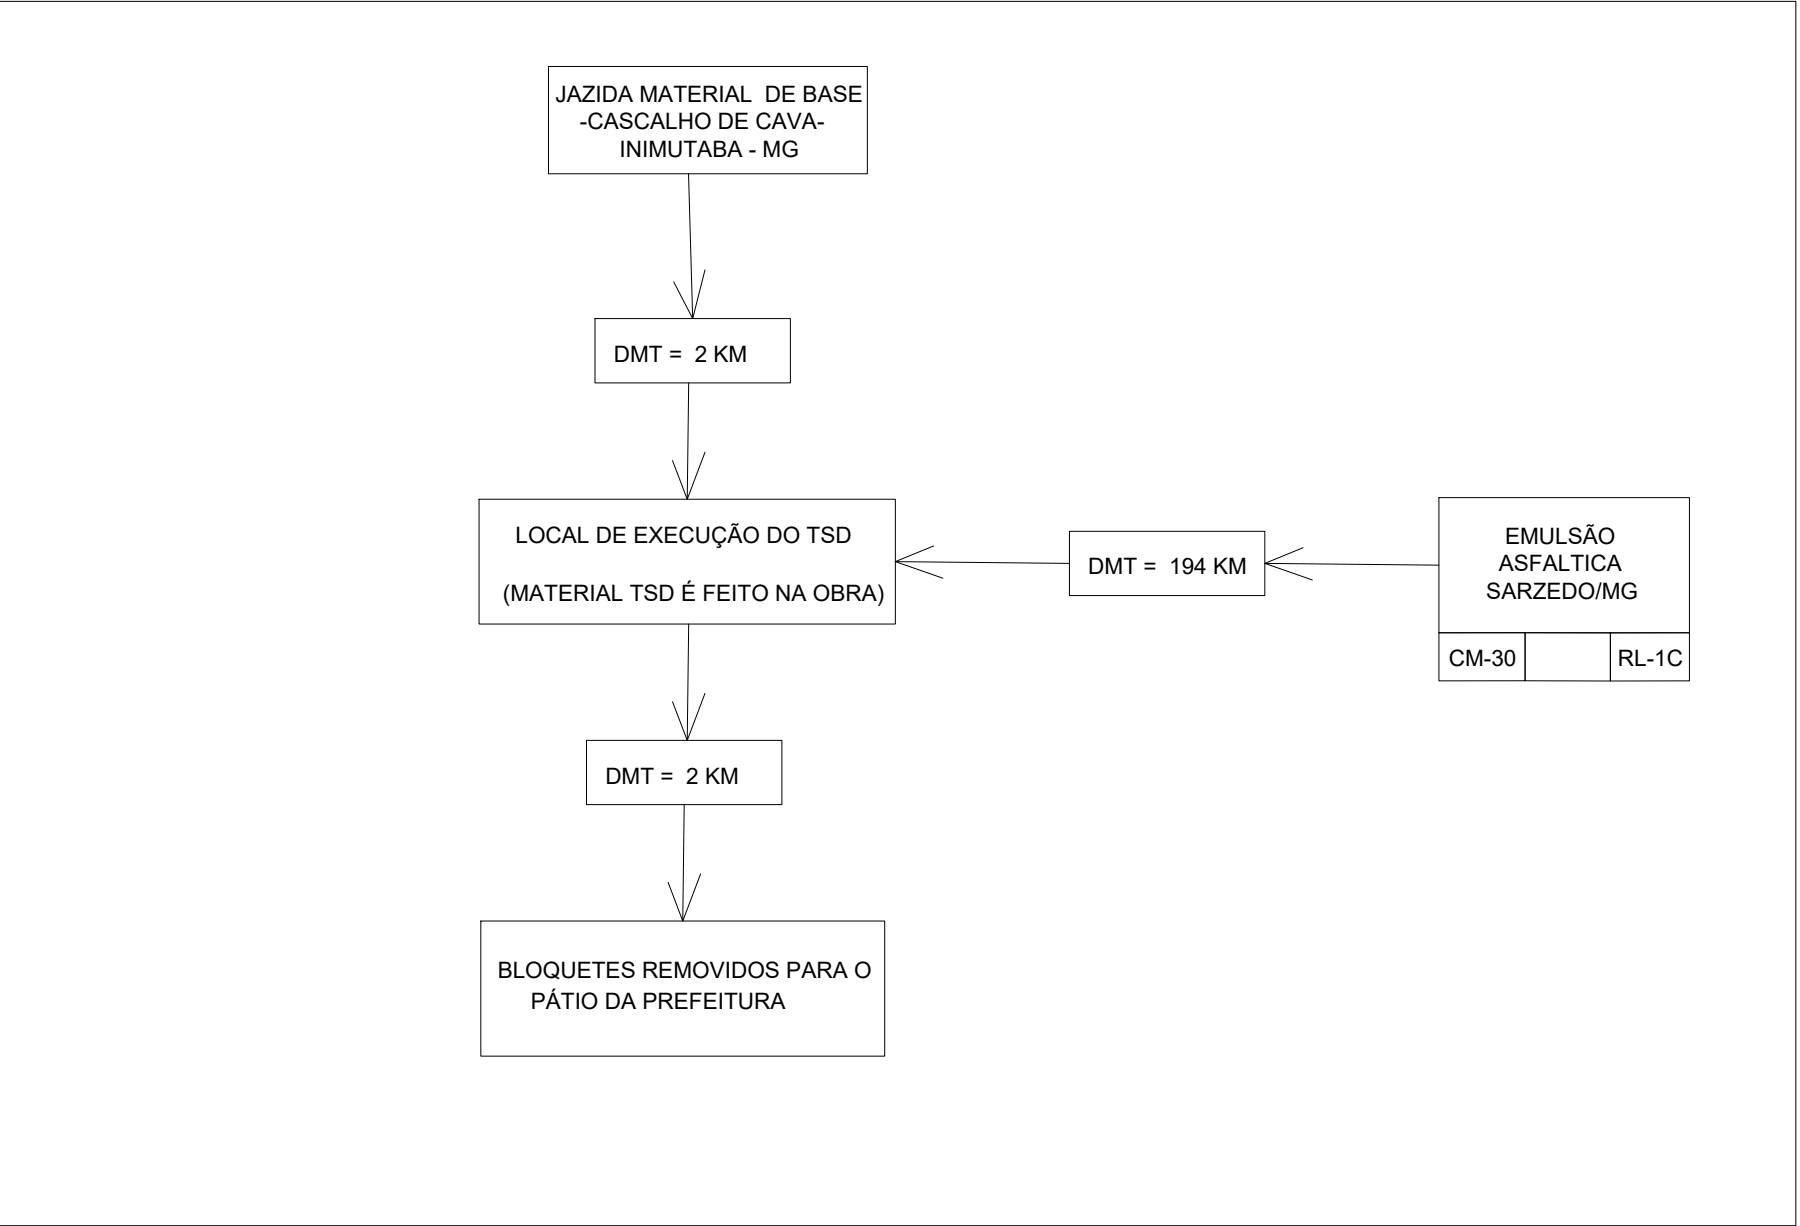 JAZIDA MATERIAL DE BASE
-CASCALHO DE CAVA-
INIMUTABA - MG
DMT = 2 KM
LOCAL DE EXECUÇÃO DO TSD
(MATERIAL TSD É FEITO NA OBRA)
DMT = 194 KM
EMULSÃO
ASFALTICA
SARZEDO/MG
CM-30
RL-1C
DMT = 2 KM
BLOQUETES REMOVIDOS PARA O
PÁTIO DA PREFEITURA